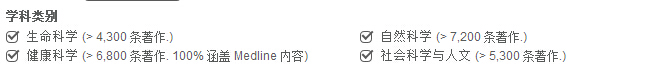 学科类别
生命科学 (> 4,300 条著作.) 自然科学 (> 7,200 条著作.)
健康科学 (> 6,800 条著作. 100% 涵盖 Medline 内容) 社会科学与人文 (> 5,300 条著作.)